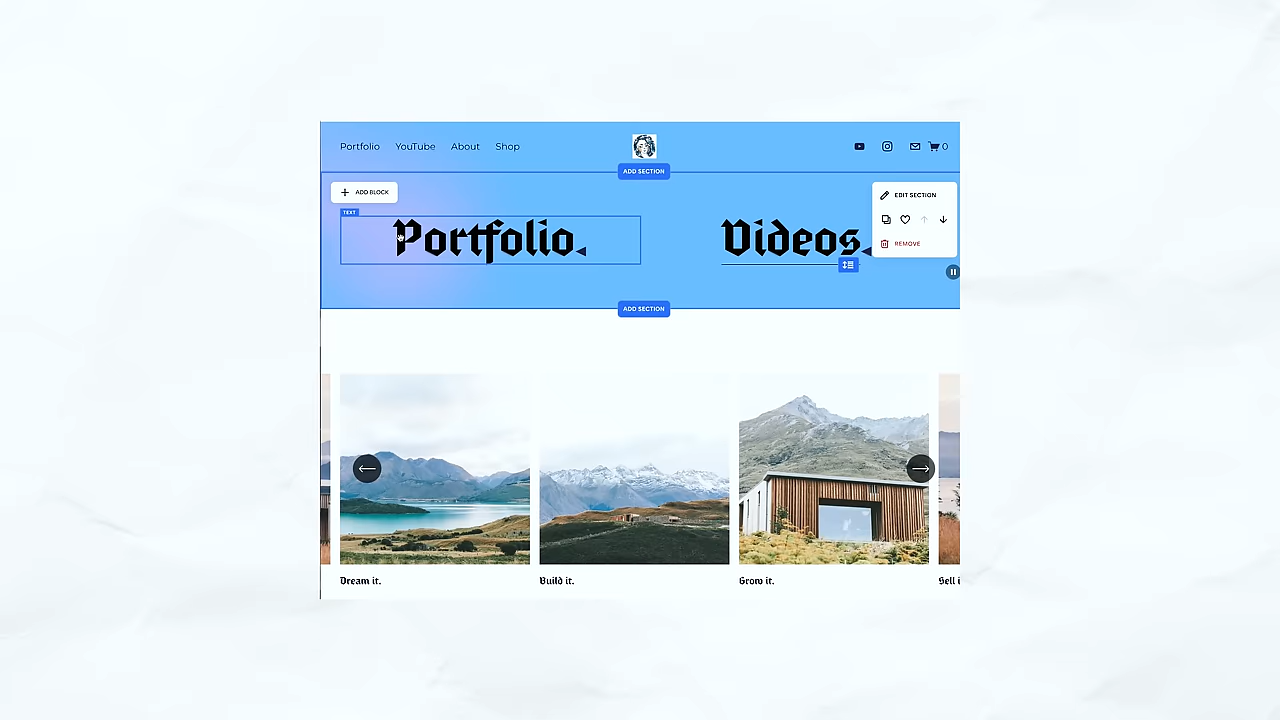 Portfolio YouTube About Shop
0
ADD SECTION
ADD BLOCK
EDIT SECTION
TEXT
Portfolio.
Videos.
REMOVE
ADD SECTION
Dream it.
Build it.
Grow it.
Sell i